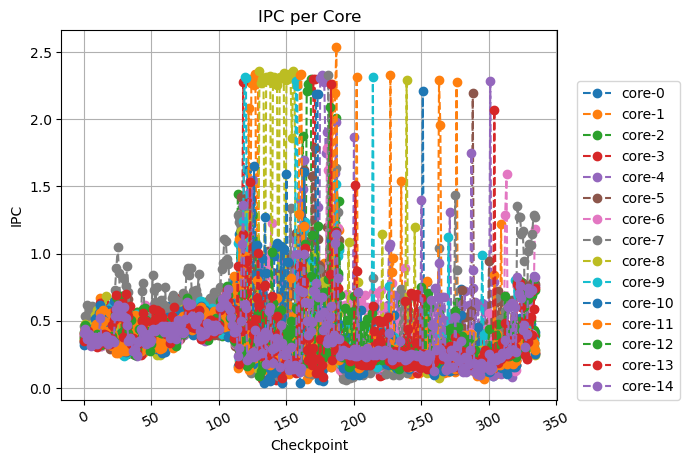 IPC per Core
IPC
2.5
2.0
1.5
1.0
0.5
0.0
0
50
100
150
200
250
300
350
Checkpoint
core-0
core-1
core-2
core-3
core-4
core-5
core-6
core-7
core-8
core-9
core-10
core-11
core-12
core-13
core-14